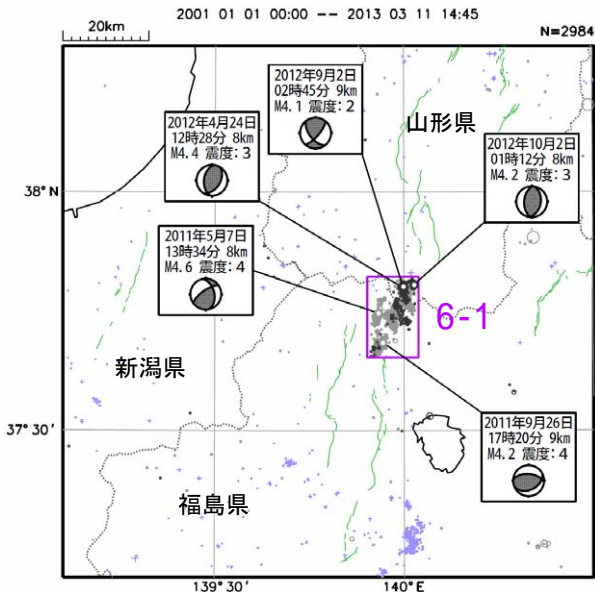 2001 01 01 00:00 -- 2013 03 11 14:45
20km
N=2984
2012年9月2日
02時45分 9km
M4.1 震度:2
山形県
2012年4月24日
12時28分 8km
M4.4 震度:3
2012年10月2日
01時12分 8km
M4.2 震度:3
38°N
2011年5月7日
13時34分 8km
M4.6 震度:4
6-1
新潟県
37°30'
2011年9月26日
17時20分 9km
M4.2 震度:4
福島県
139°30'
140°E